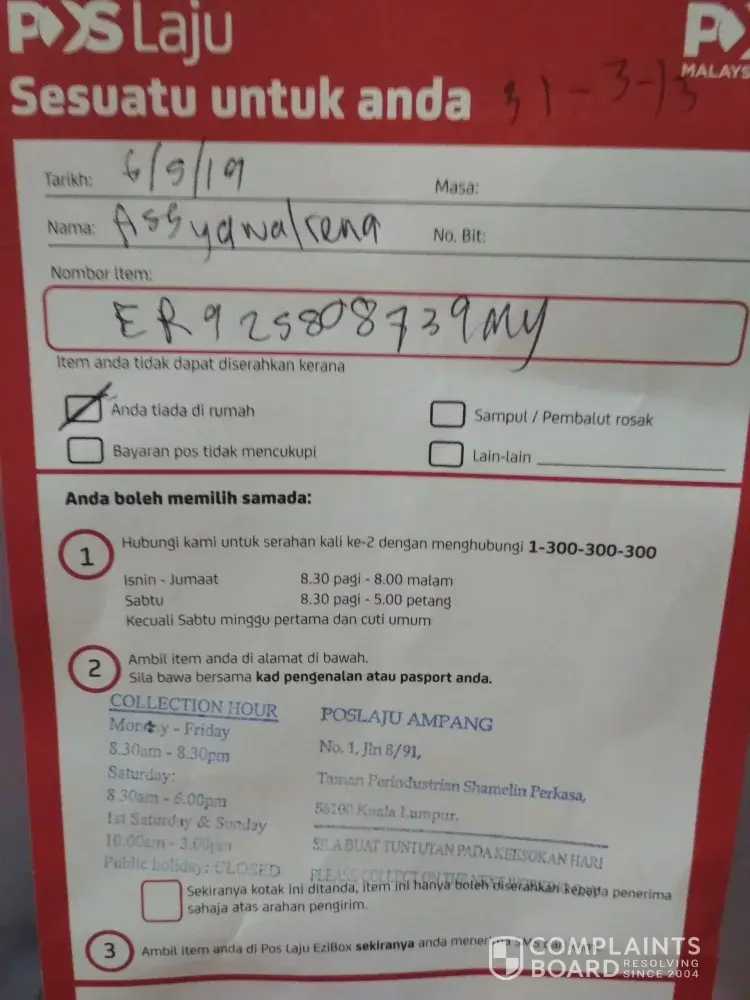 POS Laju
MALAYS
Sesuatu untuk anda 31-3-13
Tarikh: 6/9/19 Masa:
Nama: Assyawalrena No. Bit:
Nombor Item:
ER925808739MY
Item anda tidak dapat diserahkan kerana
Anda tiada di rumah Sampul / Pembalut rosak
Bayaran pos tidak mencukupi Lain-lain
Anda boleh memilih samada:
1 Hubungi kami untuk serahan kali ke-2 dengan menghubungi 1-300-300-300
Isnin - Jumaat 8.30 pagi - 8.00 malam
Sabtu 8.30 pagi - 5.00 petang
Kecuali Sabtu minggu pertama dan cuti umum
2 Ambil item anda di alamat di bawah.
Sila bawa bersama kad pengenalan atau pasport anda.
COLLECTION HOUR
Monday - Friday
8.30am - 8.30pm
Saturday:
8.30am - 6.00pm
1st Saturday & Sunday
10.00am - 3.00pm
Public holiday: CLOSED
POSLAJU AMPANG
No. 1, Jln 8/91,
Taman Perindustrian Shamelin Perkasa,
56100 Kuala Lumpur.
SILA BUAT TUNTUTAN PADA KEESOKAN HARI
PLEASE COLLECT ON THE NEXT
Sekiranya kotak ini ditanda, item ini hanya boleh diserahkan kepada penerima
sahaja atas arahan pengirim.
3 Ambil item anda di Pos Laju EziBox sekiranya anda menerima SMS
COMPLAINTS
BOARD RESOLVING
SINCE 2004